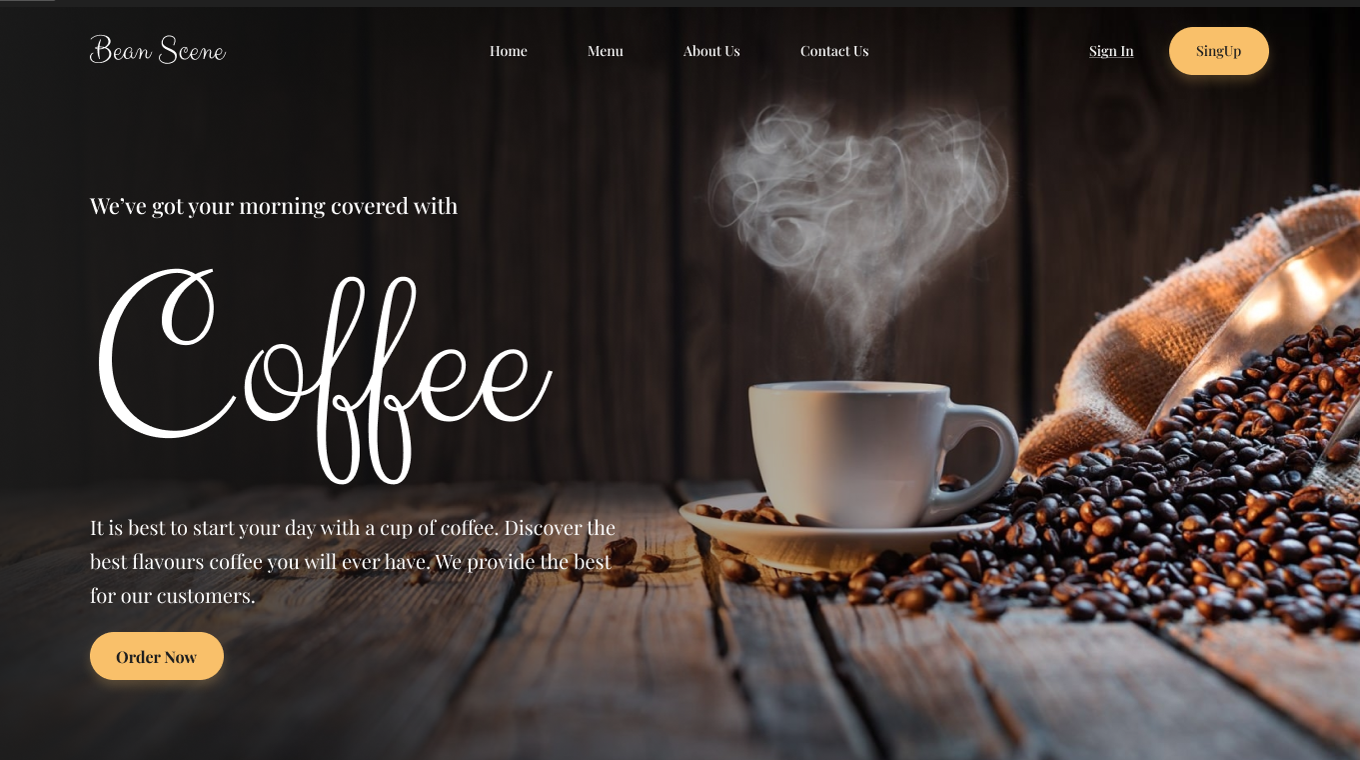 Bean Scene
Home Menu About Us Contact Us Sign In SingUp
We've got your morning covered with
Coffee
It is best to start your day with a cup of coffee. Discover the
best flavours coffee you will ever have. We provide the best
for our customers.
Order Now